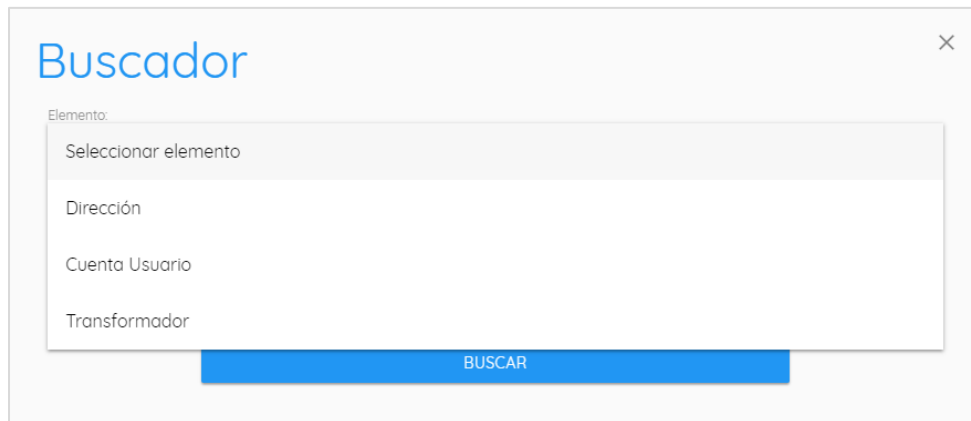 Buscador
Elemento:
Seleccionar elemento
Dirección
Cuenta Usuario
Transformador
BUSCAR